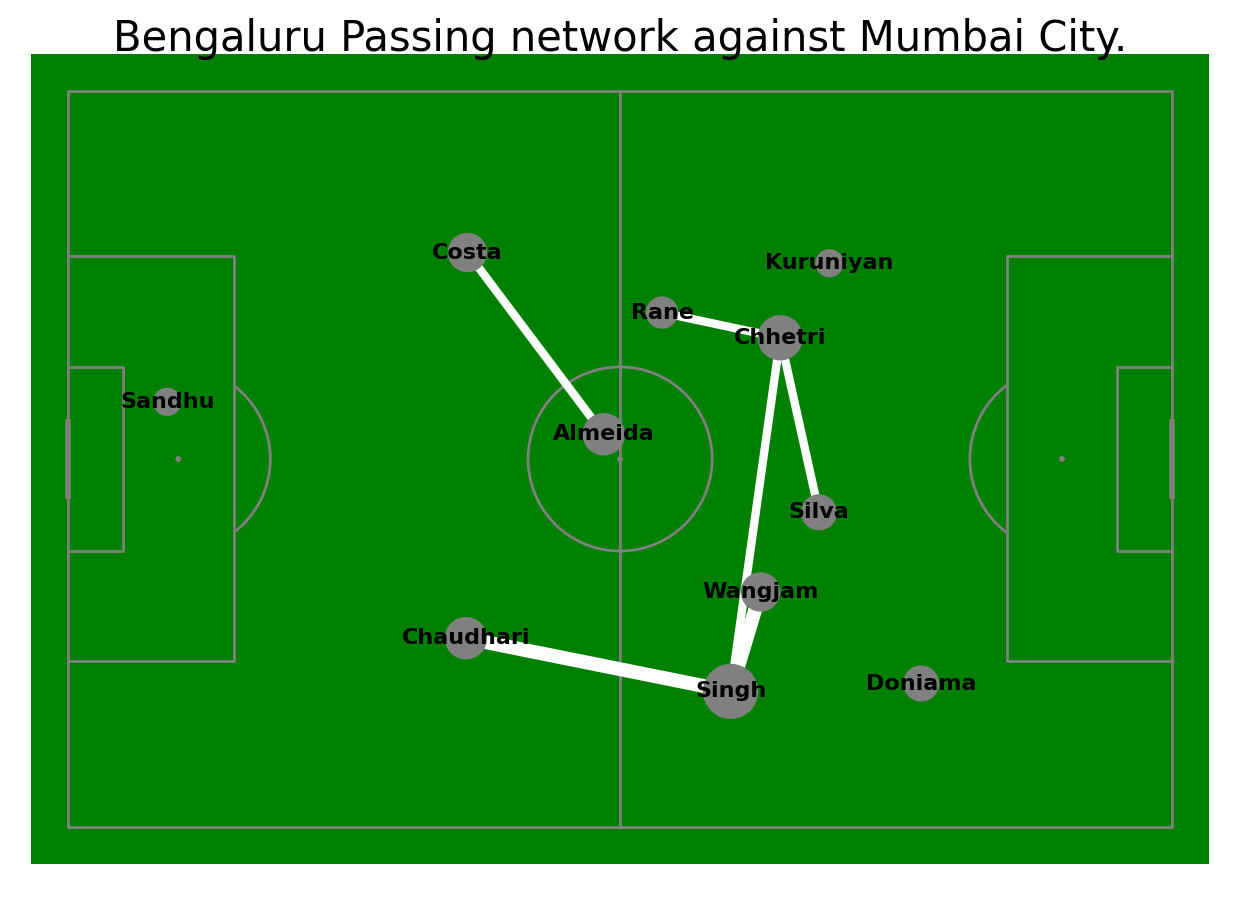 Bengaluru Passing network against Mumbai City.
Costa
Kuruniyan
Rane
Chhetri
Sandhu
Almeida
Silva
Wangjam
Chaudhari
Doniama
Singh